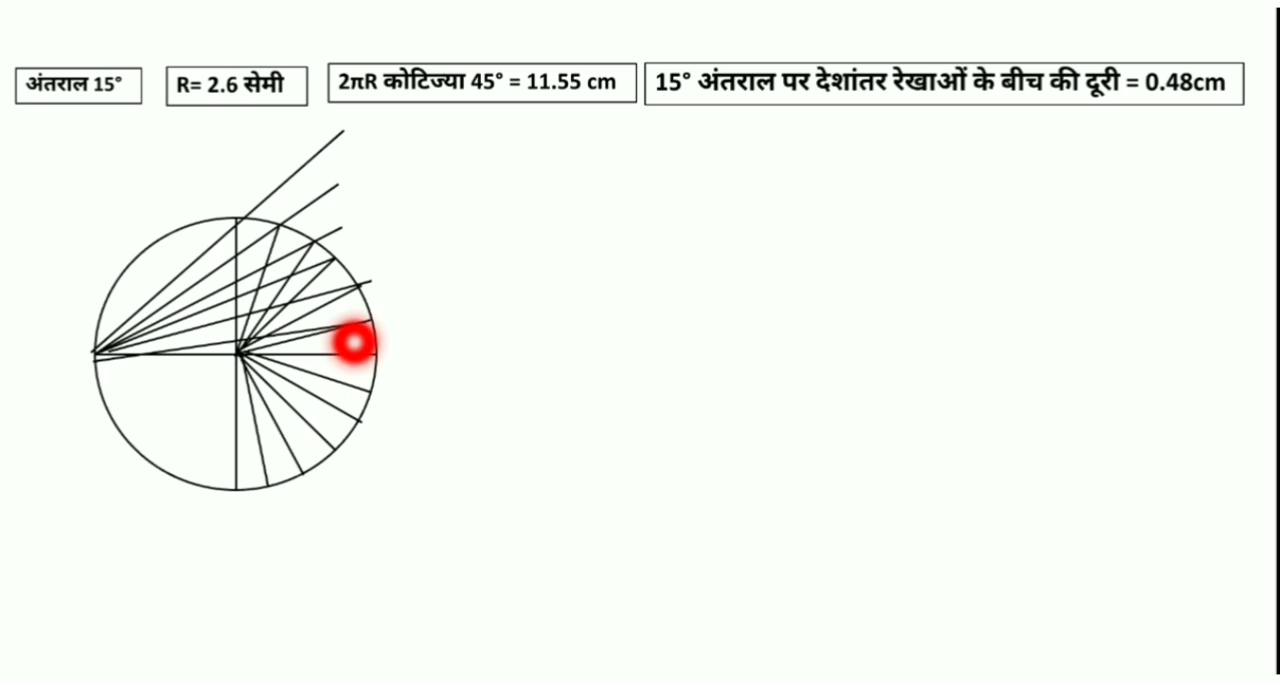 अंतराल 15°
R= 2.6 सेमी
2πR कोटिज्या 45° = 11.55 cm
15° अंतराल पर देशांतर रेखाओं के बीच की दूरी = 0.48cm